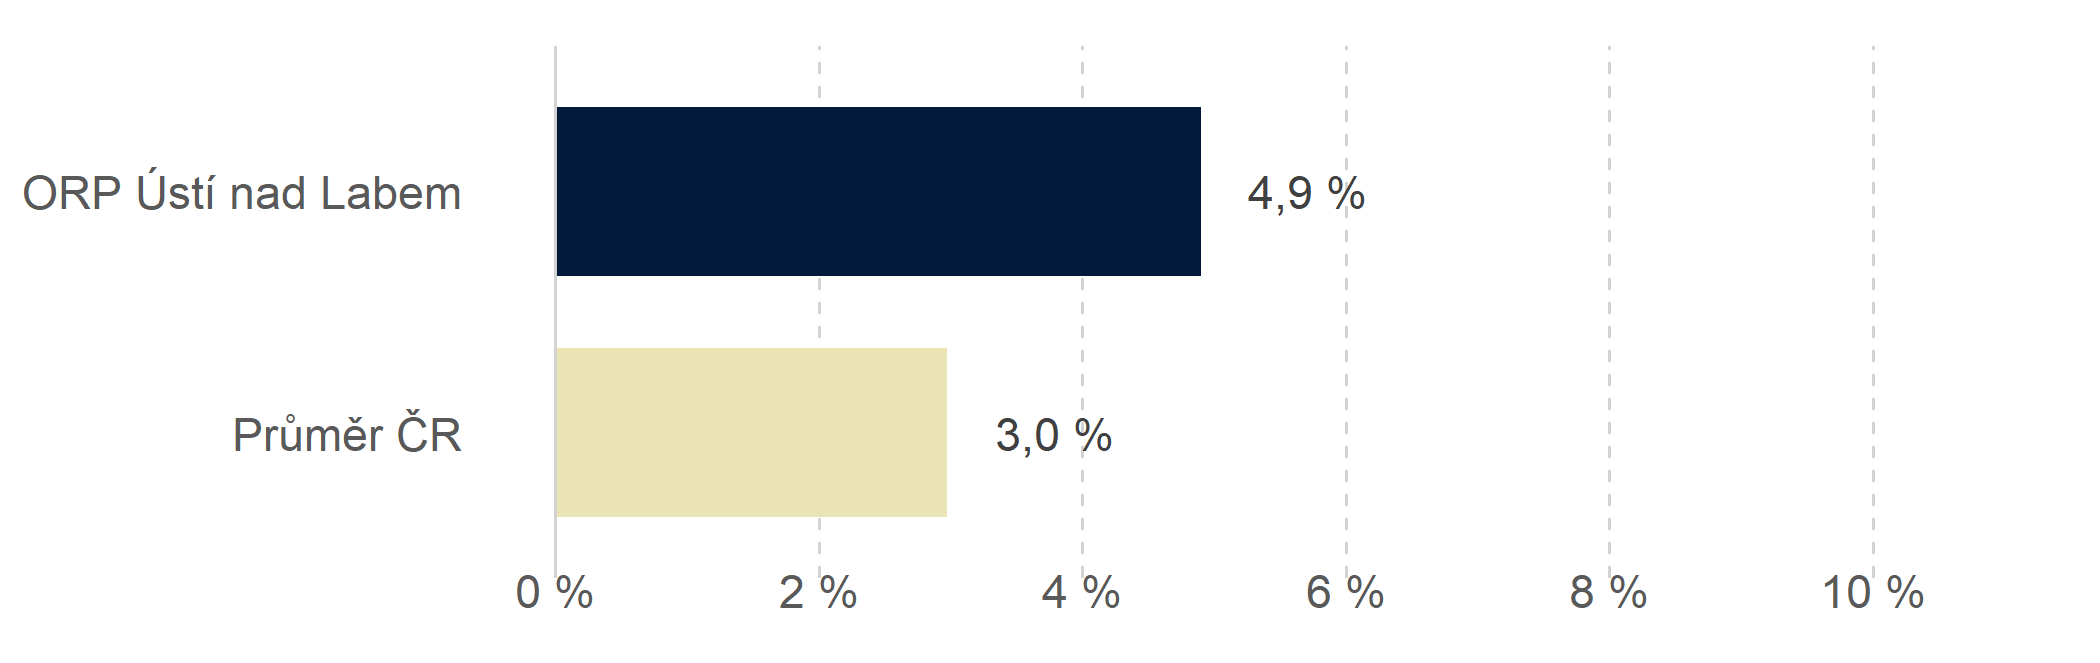 ORP Ústí nad Labem
4,9 %
Průměr ČR
3,0 %
0 % 2 % 4 % 6 % 8 % 10 %